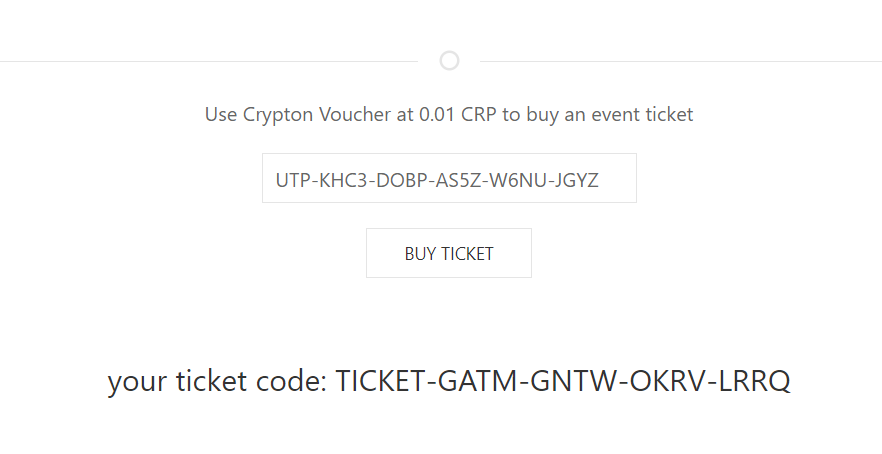 Use Crypton Voucher at 0.01 CRP to buy an event ticket
UTP-KHC3-DOBP-AS5Z-W6NU-JGYZ
BUY TICKET
your ticket code: TICKET-GATM-GNTW-OKRV-LRRQ